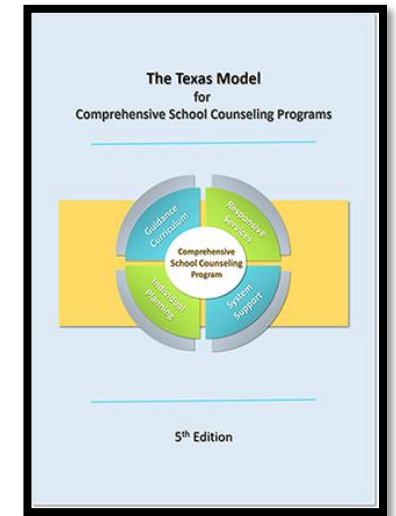 The Texas Model
for
Comprehensive School Counseling Programs
Guidance
Curriculum
Responsive
Services
Comprehensive
School Counseling
Program
Individual
Planning
System
Support
5th Edition